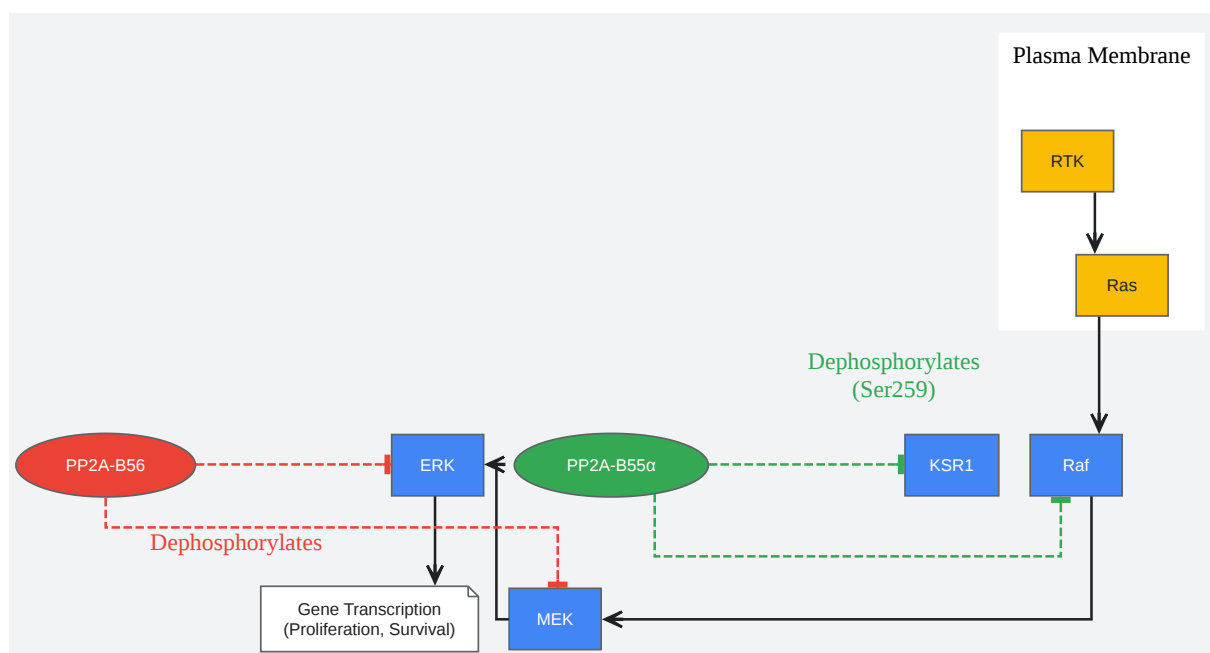 Plasma Membrane
RTK
Ras
Dephosphorylates
(Ser259)
PP2A-B56
ERK
PP2A-B55α
KSR1
Raf
Dephosphorylates
Gene Transcription
(Proliferation, Survival)
MEK